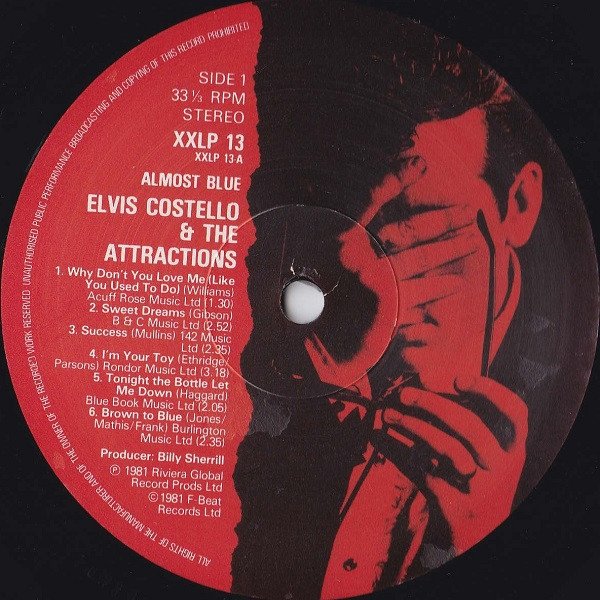 SIDE 1
33 ⅓ RPM
STEREO
XXLP 13
XXLP 13-A
ALMOST BLUE
ELVIS COSTELLO
& THE
ATTRACTIONS
1. Why Don't You Love Me (Like
You Used To Do) (Williams)
Acuff Rose Music Ltd (1.30)
2. Sweet Dreams (Gibson)
B & C Music Ltd (2.52)
3. Success (Mullins) 142 Music
Ltd (2.35)
4. I'm Your Toy (Ethridge/
Parsons) Rondor Music Ltd (3.18)
5. Tonight the Bottle Let
Me Down (Haggard)
Blue Book Music Ltd (2.05)
6. Brown to Blue (Jones/
Mathis/Frank) Burlington
Music Ltd (2.35)
Producer: Billy Sherrill
℗ 1981 Riviera Global
Record Prods Ltd
© 1981 F-Beat
Records Ltd
ALL RIGHTS OF THE MANUFACTURER AND OF THE OWNER OF THE RECORDED WORK RESERVED. UNAUTHORISED PUBLIC PERFORMANCE BROADCASTING AND COPYING OF THIS RECORD PROHIBITED